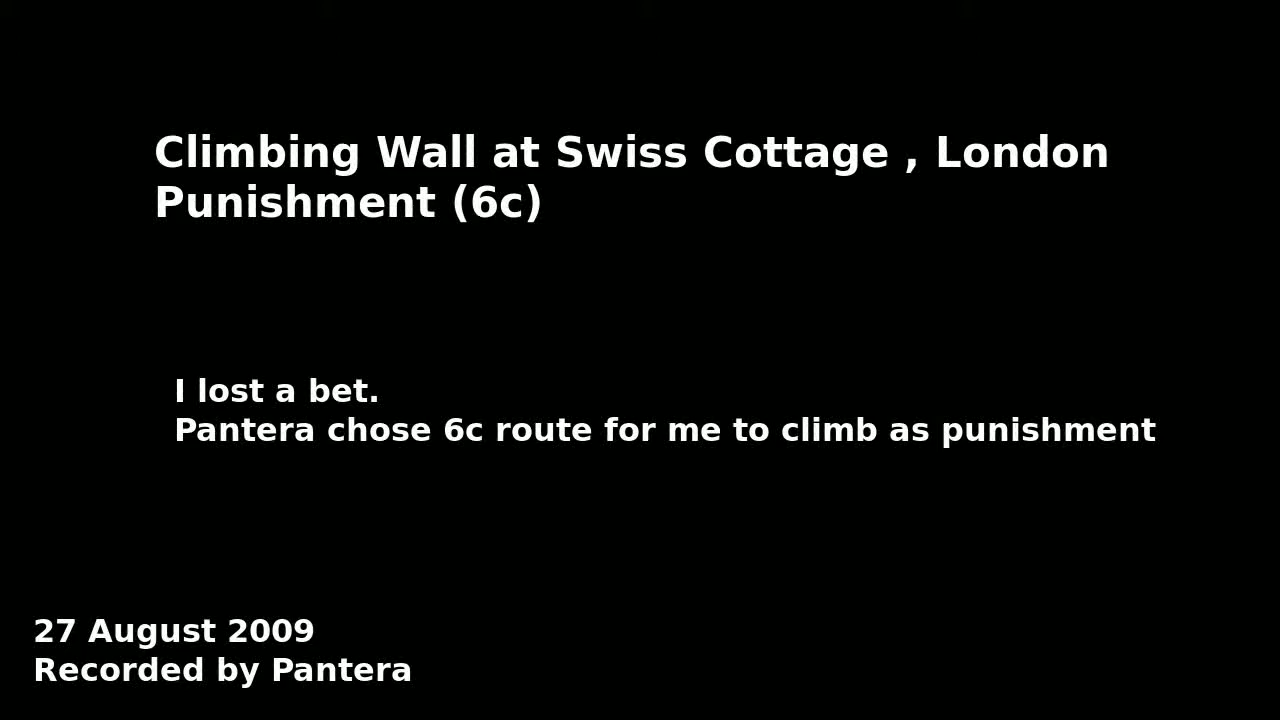 Climbing Wall at Swiss Cottage , London
Punishment (6c)
I lost a bet.
Pantera chose 6c route for me to climb as punishment
27 August 2009
Recorded by Pantera